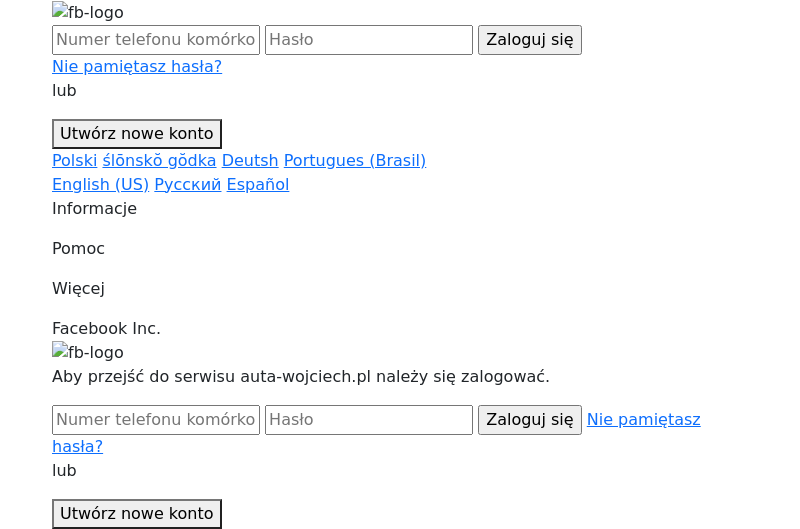 fb-logo
Numer telefonu komórko Hasło Zaloguj się
Nie pamiętasz hasła?
lub
Utwórz nowe konto
Polski ślōnskŏ gŏdka Deutsh Portugues (Brasil)
English (US) Русский Español
Informacje
Pomoc
Więcej
Facebook Inc.
fb-logo
Aby przejść do serwisu auta-wojciech.pl należy się zalogować.
Numer telefonu komórko Hasło Zaloguj się Nie pamiętasz
hasła?
lub
Utwórz nowe konto